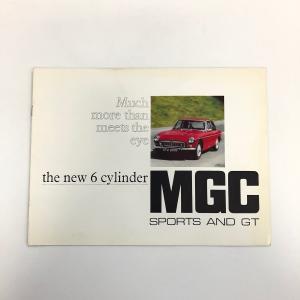 Much
more than
meets the
eye
the new 6 cylinder
MGC
SPORTS AND GT